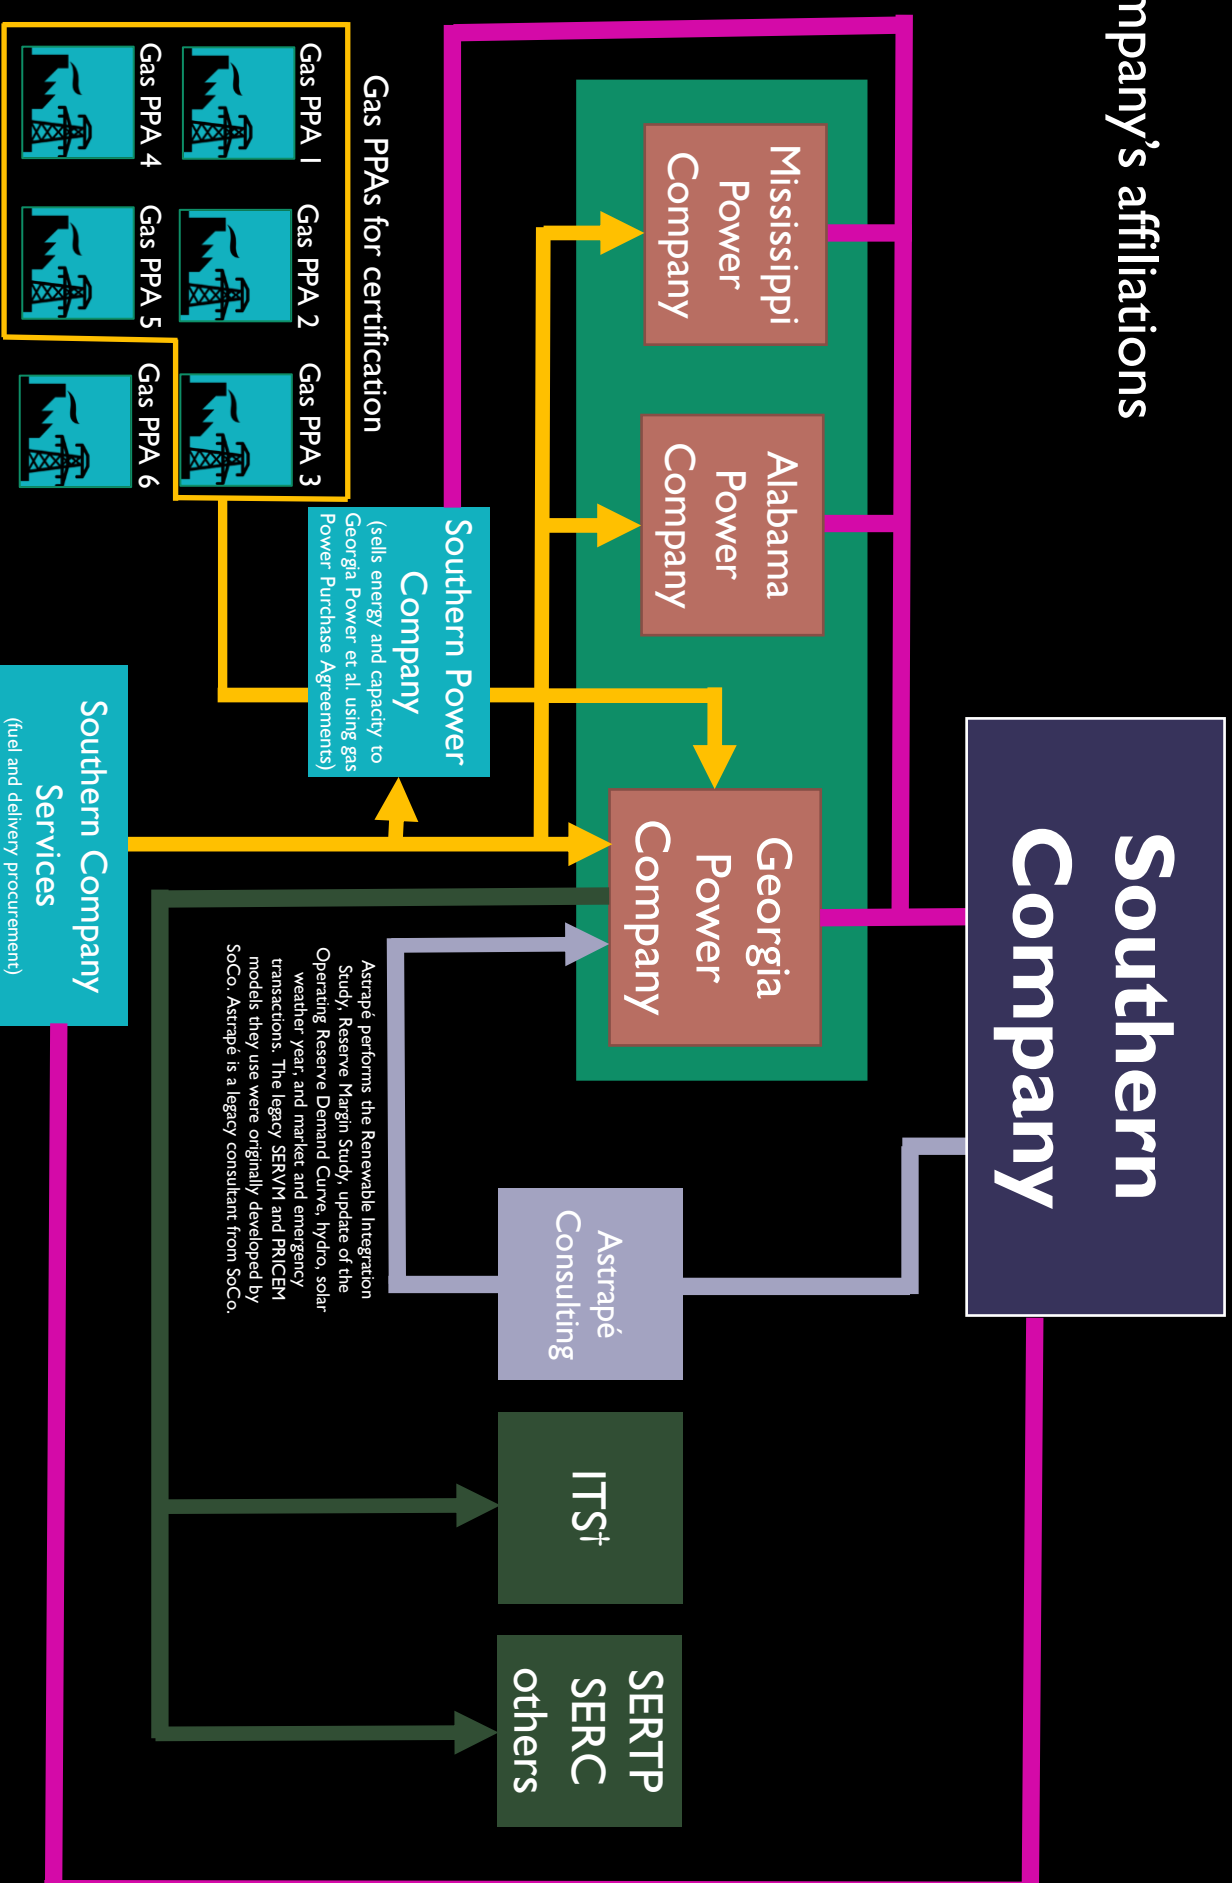 mpany’s affiliations
Southern
Company
Mississippi
Power
Company
Alabama
Power
Company
Georgia
Power
Company
Astrapé
Consulting
ITS†
SERTP
SERC
others
Southern Power
Company
(sells energy and capacity to
Georgia Power et al. using gas
Power Purchase Agreements)
Gas PPAs for certification
Gas PPA 1
Gas PPA 2
Gas PPA 3
Gas PPA 4
Gas PPA 5
Gas PPA 6
Astrapé performs the Renewable Integration
Study, Reserve Margin Study, update of the
Operating Reserve Demand Curve, hydro, solar
weather year, and market and emergency
transactions. The legacy SERVM and PRICEM
models they use were originally developed by
SoCo. Astrapé is a legacy consultant from SoCo.
Southern Company
Services
(fuel and delivery procurement)